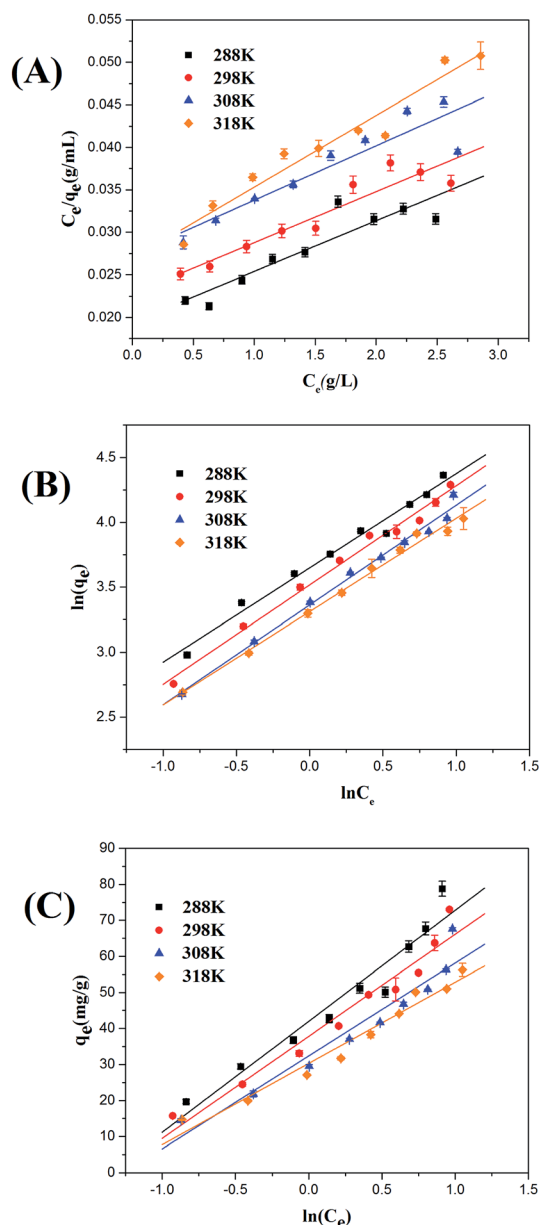 (A)
288K
298K
308K
318K
0.055
0.050
0.045
0.040
0.035
0.030
0.025
0.020
Ce/qe(g/mL)
0.0 0.5 1.0 1.5 2.0 2.5 3.0
Ce(g/L)
(B)
288K
298K
308K
318K
4.5
4.0
3.5
3.0
2.5
ln(qe)
-1.0 -0.5 0.0 0.5 1.0 1.5
lnCe
(C)
288K
298K
308K
318K
90
80
70
60
50
40
30
20
10
0
qe(mg/g)
-1.0 -0.5 0.0 0.5 1.0 1.5
ln(Ce)